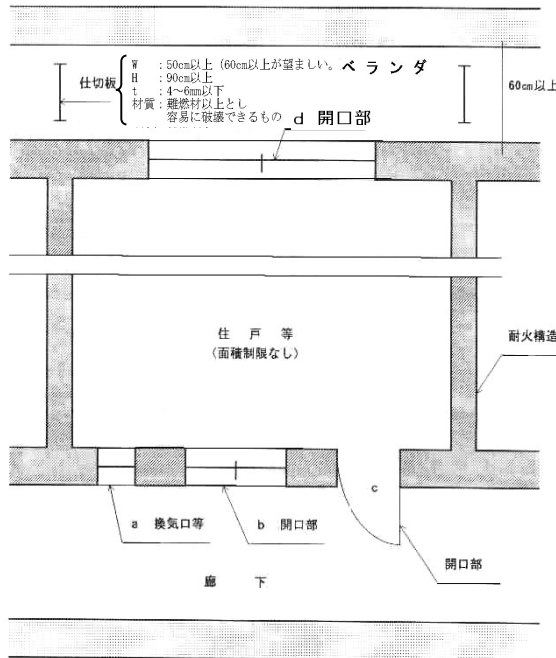 W ：50cm以上（60cm以上が望ましい。
ベランダ
仕切板
H ：90cm以上
t ：4～6mm以下
材質：難燃材以上とし
容易に破壊できるもの
60cm以上
d 開口部
住 戸 等
（面積制限なし）
耐火構造
c
a 換気口等
b 開口部
開口部
廊 下